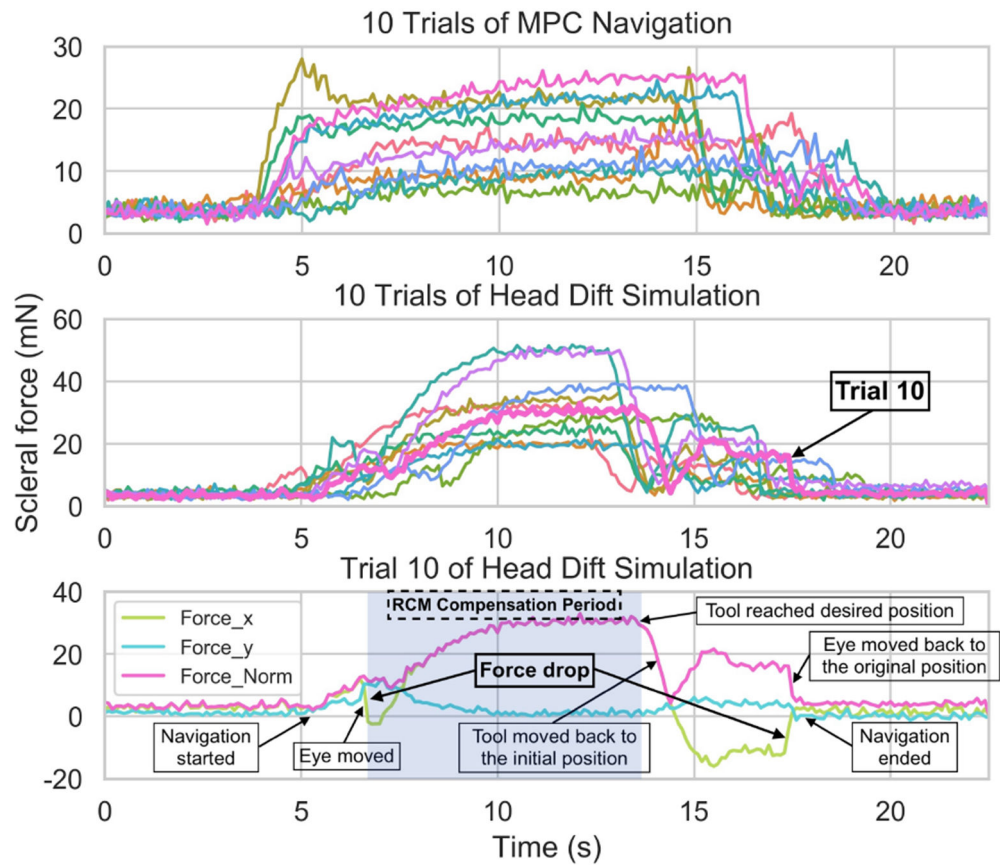 10 Trials of MPC Navigation
30
20
10
0
0 5 10 15 20
10 Trials of Head Dift Simulation
Scleral force (mN)
60
40
20
0
Trial 10
0 5 10 15 20
Trial 10 of Head Dift Simulation
40
20
0
-20
Force_x
Force_y
Force_Norm
RCM Compensation Period
Tool reached desired position
Eye moved back to
the original position
Force drop
Navigation
started
Eye moved
Tool moved back to
the initial position
Navigation
ended
0 5 10 15 20
Time (s)